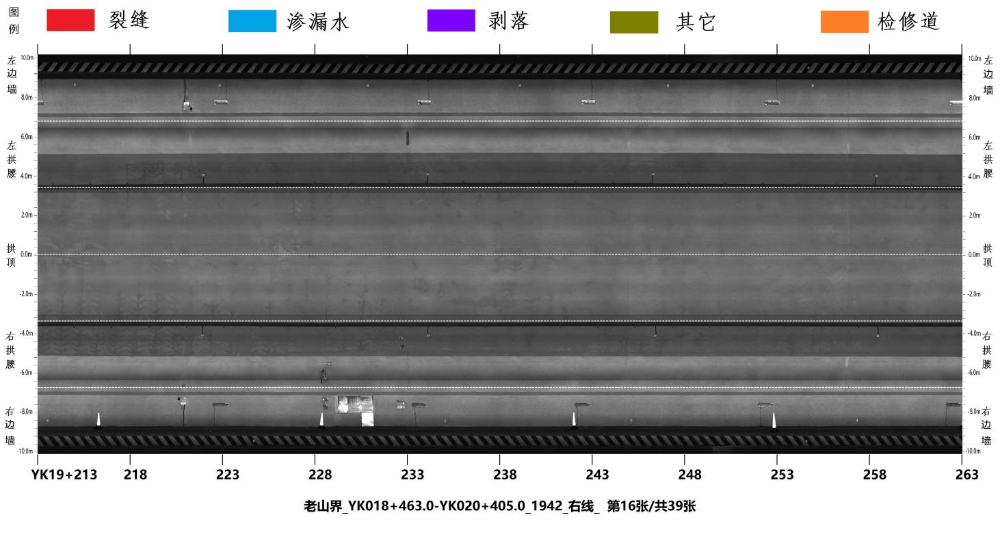 图例
裂缝
渗漏水
剥落
其它
检修道
左边墙
左拱腰
拱顶
右拱腰
右边墙
10.0m
8.0m
6.0m
4.0m
2.0m
0.0m
-2.0m
-4.0m
-6.0m
-8.0m
-10.0m
10.0m
8.0m
6.0m
4.0m
2.0m
0.0m
-2.0m
-4.0m
-6.0m
-8.0m
-10.0m
左边墙
左拱腰
拱顶
右拱腰
右边墙
YK19+213 218 223 228 233 238 243 248 253 258 263
老山界_YK018+463.0-YK020+405.0_1942_右线_ 第16张/共39张